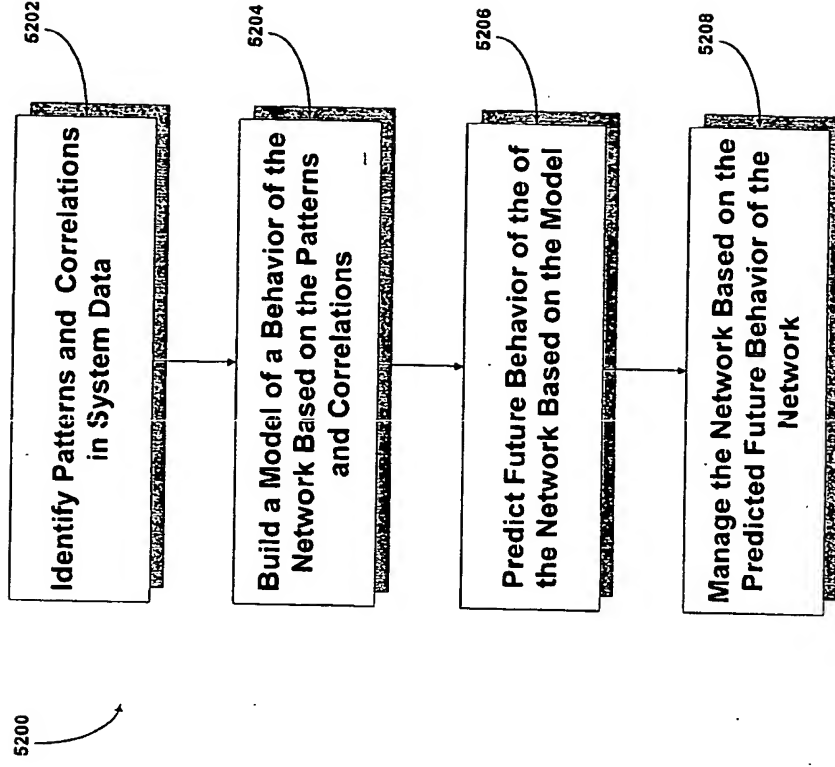 5200
5202
Identify Patterns and Correlations
in System Data
5204
Build a Model of a Behavior of the
Network Based on the Patterns
and Correlations
5206
Predict Future Behavior of the of
the Network Based on the Model
5208
Manage the Network Based on the
Predicted Future Behavior of the
Network